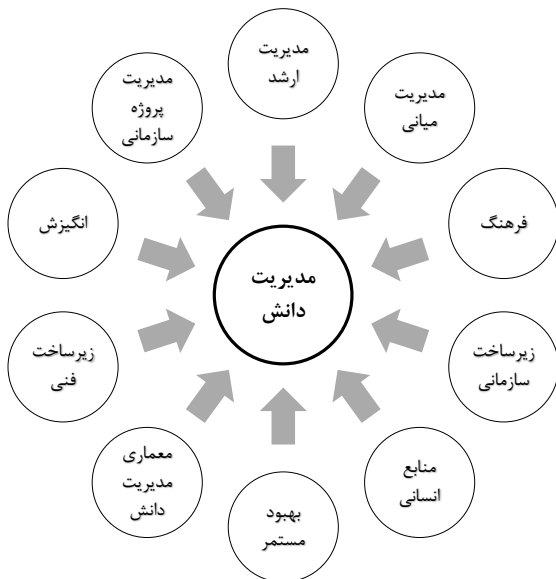 مدیریت
ارشد
مدیریت
میانی
فرهنگ
زیرساخت
سازمانی
منابع
انسانی
بهبود
مستمر
معماری
مدیریت
دانش
زیرساخت
فنی
انگیزش
مدیریت
پروژه
سازمانی
مدیریت
دانش